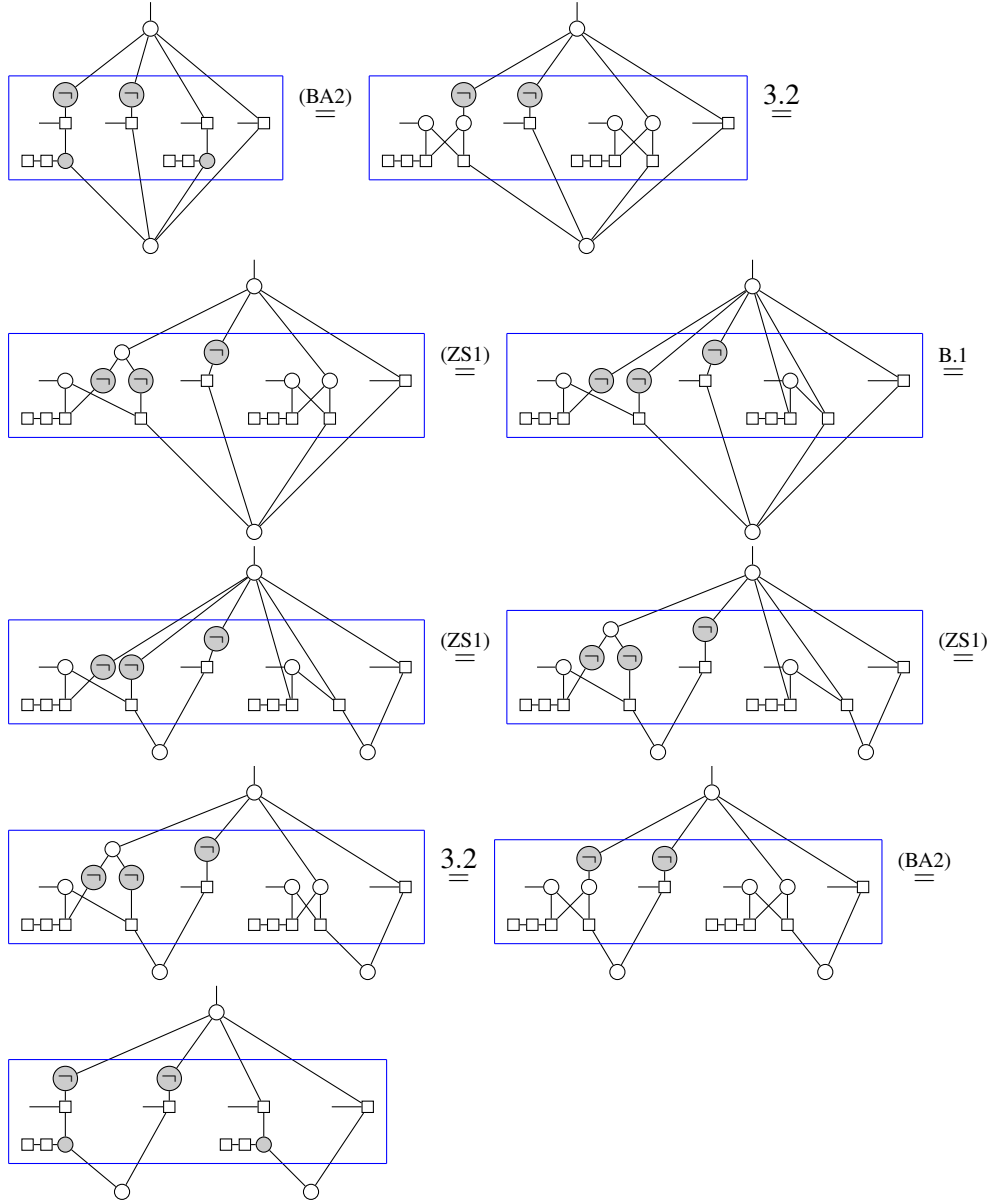 ¬ ¬ (BA2) = ¬ ¬ 3.2 =
¬ ¬ ¬ (ZS1) = ¬ ¬ ¬ B.1 =
¬ ¬ ¬ (ZS1) = ¬ ¬ ¬ (ZS1) =
¬ ¬ ¬ 3.2 = ¬ ¬ (BA2) =
¬ ¬